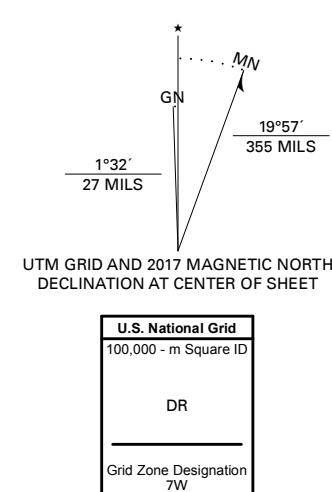 ★
MN
GN
19°57´
355 MILS
1°32´
27 MILS
UTM GRID AND 2017 MAGNETIC NORTH
DECLINATION AT CENTER OF SHEET
U.S. National Grid
100,000 - m Square ID
DR
Grid Zone Designation
7W